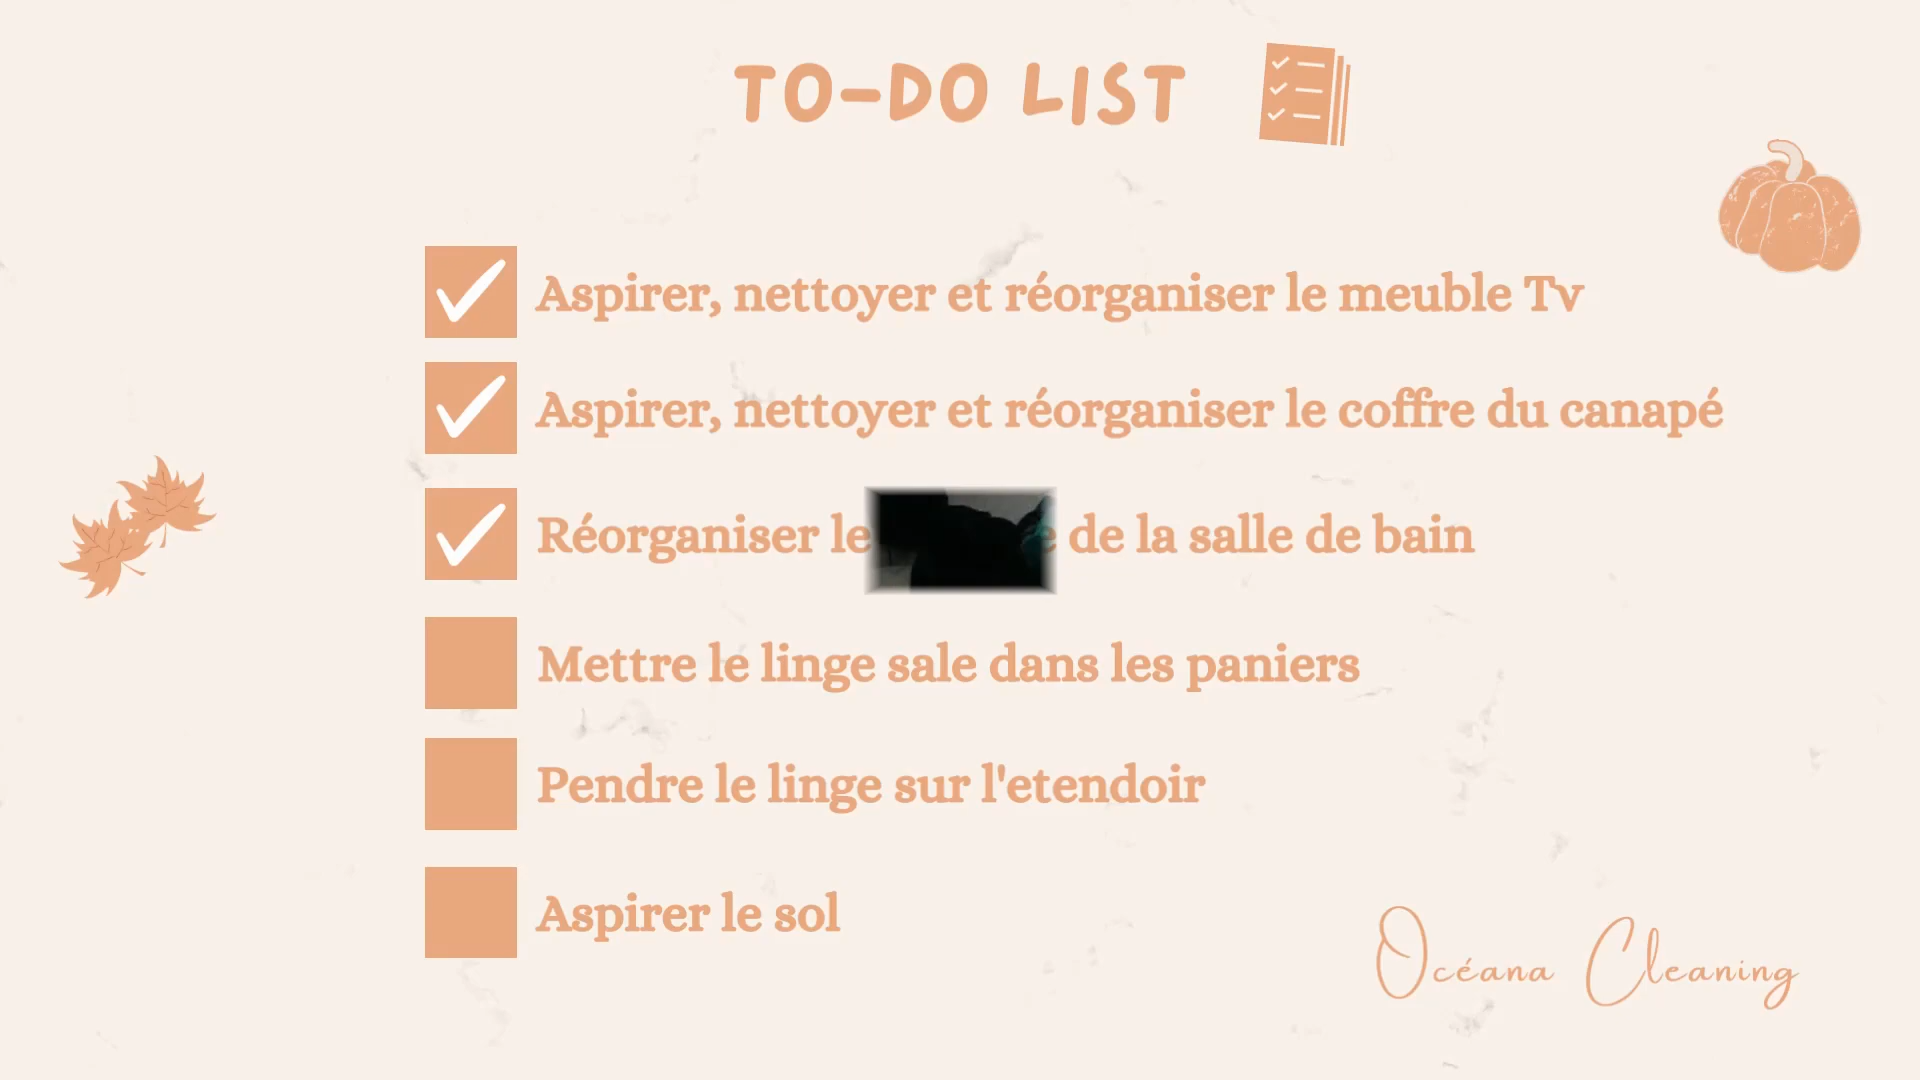 TO-DO LIST
Aspirer, nettoyer et réorganiser le meuble Tv
Aspirer, nettoyer et réorganiser le coffre du canapé
Réorganiser le de la salle de bain
Mettre le linge sale dans les paniers
Pendre le linge sur l'etendoir
Aspirer le sol
Océana Cleaning